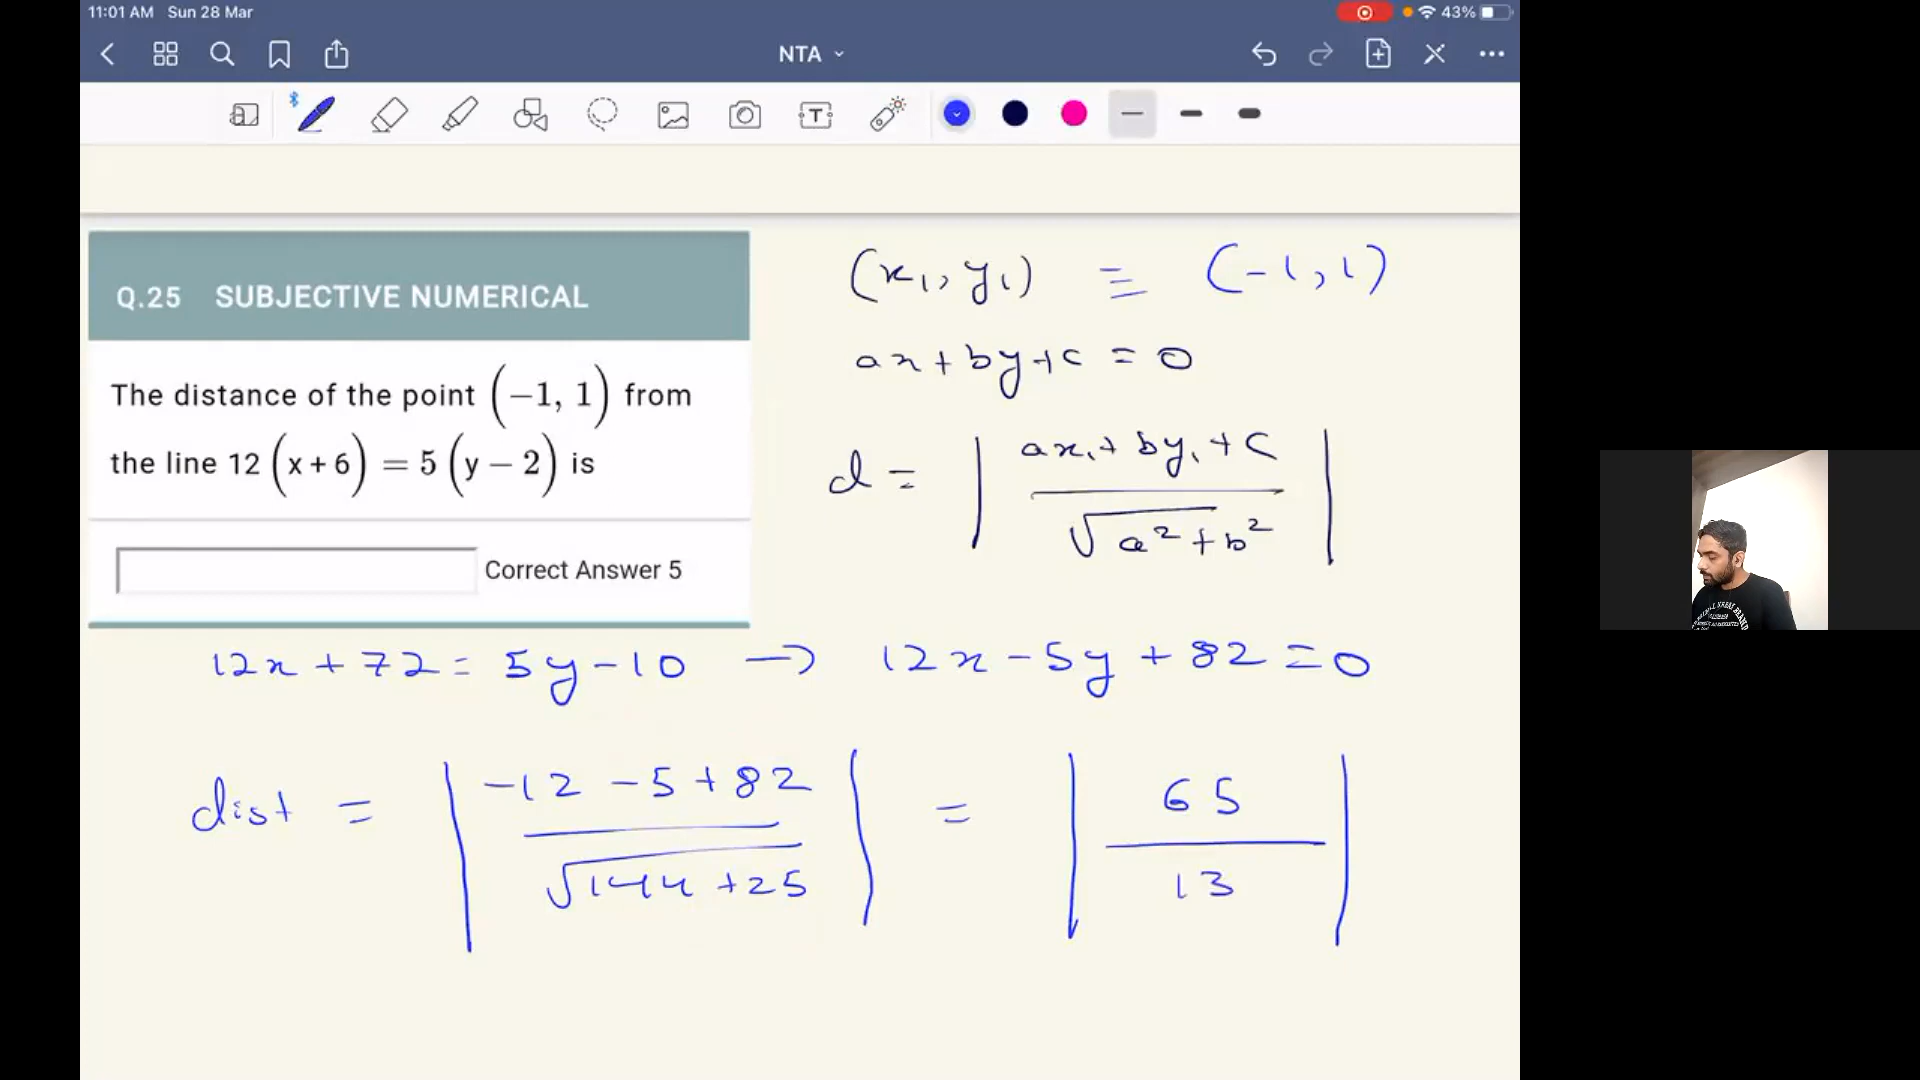 11:01 AM Sun 28 Mar
43%
NTA
Q.25 SUBJECTIVE NUMERICAL
The distance of the point (−1, 1) from
the line 12 (x + 6) = 5 (y − 2) is
Correct Answer 5
(x₁, y₁) ≡ (-1, 1)
ax + by + c = 0
d = | ax₁ + by₁ + c / √a² + b² |
12x + 72 = 5y - 10 → 12x - 5y + 82 = 0
dist = | -12 - 5 + 82 / √144 + 25 | = | 65 / 13 |